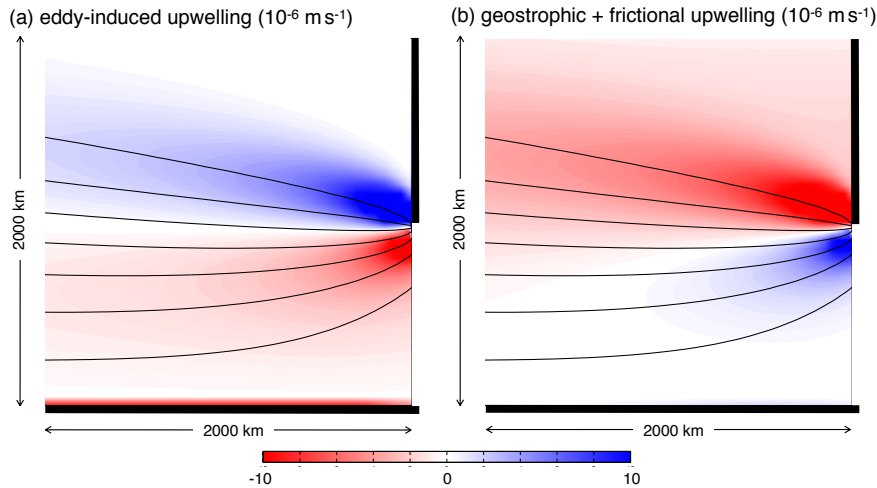 (a) eddy-induced upwelling (10⁻⁶ m s⁻¹)
(b) geostrophic + frictional upwelling (10⁻⁶ m s⁻¹)
2000 km
2000 km
2000 km
2000 km
-10 0 10